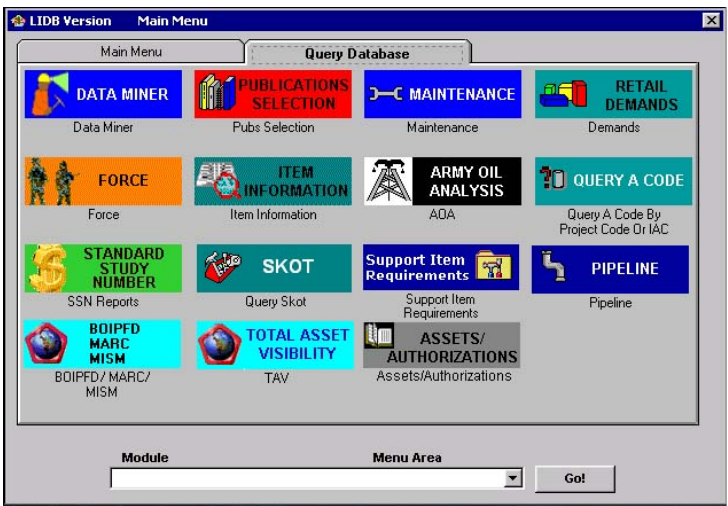 LIDB Version Main Menu
Main Menu
Query Database
DATA MINER
Data Miner
PUBLICATIONS
SELECTION
Pubs Selection
MAINTENANCE
Maintenance
RETAIL
DEMANDS
Demands
FORCE
Force
ITEM
INFORMATION
Item Information
ARMY OIL
ANALYSIS
AOA
QUERY A CODE
Query A Code By
Project Code Or IAC
STANDARD
STUDY
NUMBER
SSN Reports
SKOT
Query Skot
Support Item
Requirements
Support Item
Requirements
PIPELINE
Pipeline
BOIPFD
MARC
MISM
BOIPFD/ MARC/
MISM
TOTAL ASSET
VISIBILITY
TAV
ASSETS/
AUTHORIZATIONS
Assets/Authorizations
Module
Menu Area
Go!